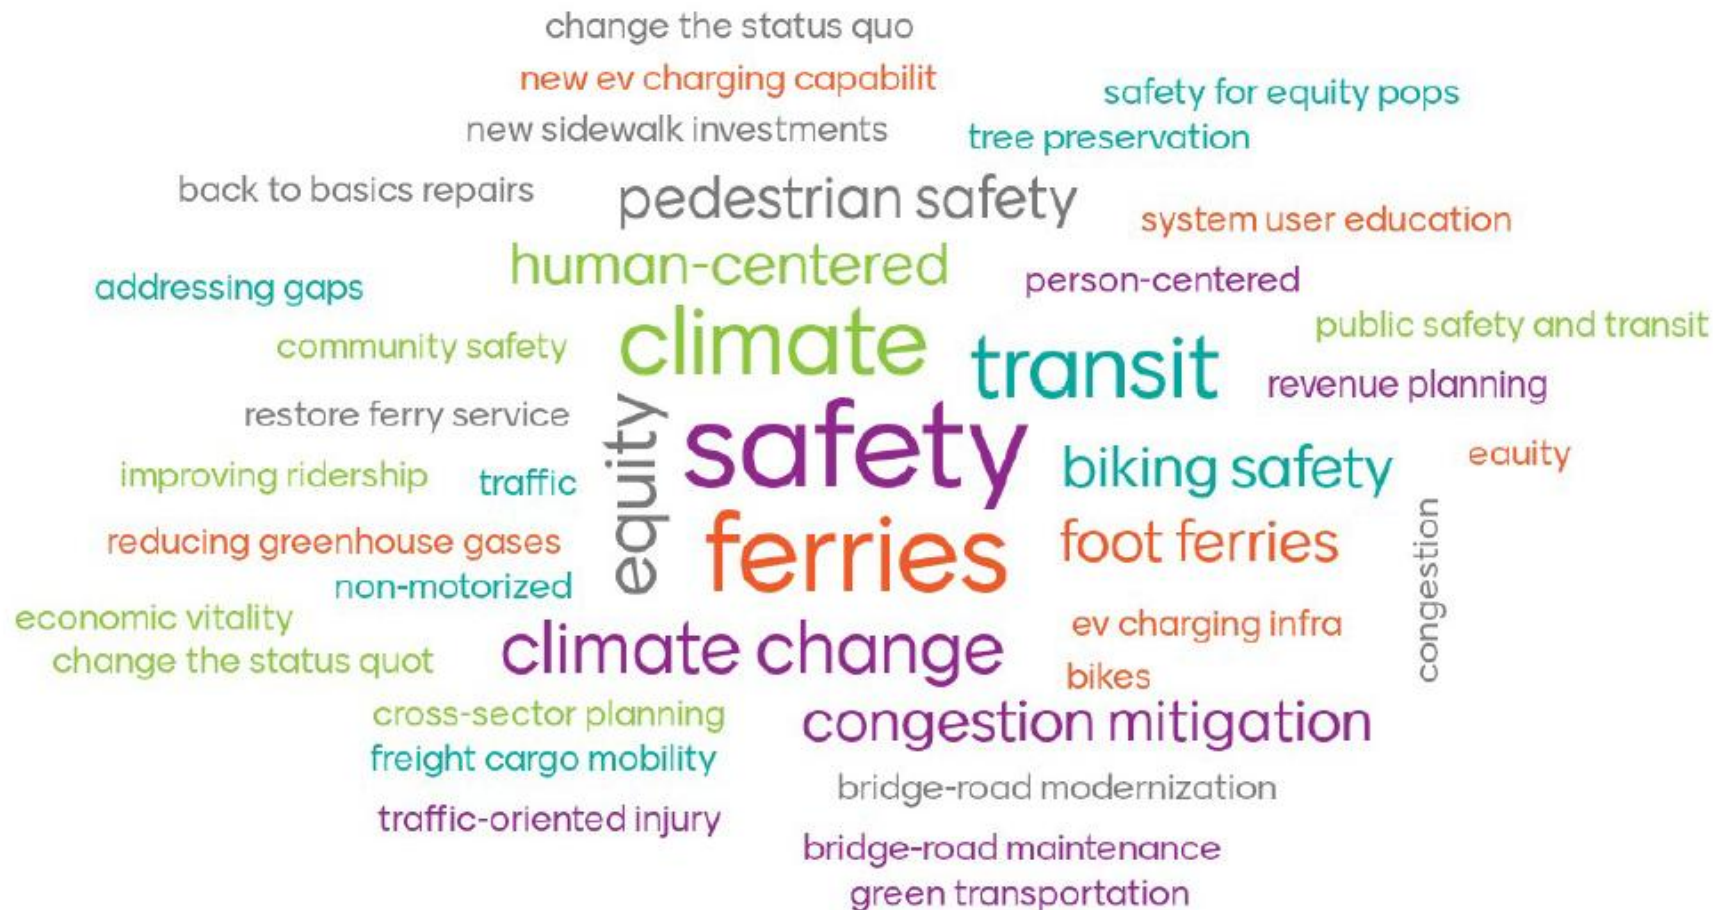 change the status quo
new ev charging capabilit
safety for equity pops
new sidewalk investments
tree preservation
back to basics repairs
pedestrian safety
system user education
human-centered
person-centered
addressing gaps
climate
public safety and transit
community safety
transit
revenue planning
restore ferry service
equity
safety
biking safety
eauity
improving ridership
traffic
congestion
reducing greenhouse gases
ferries
foot ferries
non-motorized
economic vitality
ev charging infra
change the status quot
climate change
bikes
cross-sector planning
congestion mitigation
freight cargo mobility
bridge-road modernization
traffic-oriented injury
bridge-road maintenance
green transportation